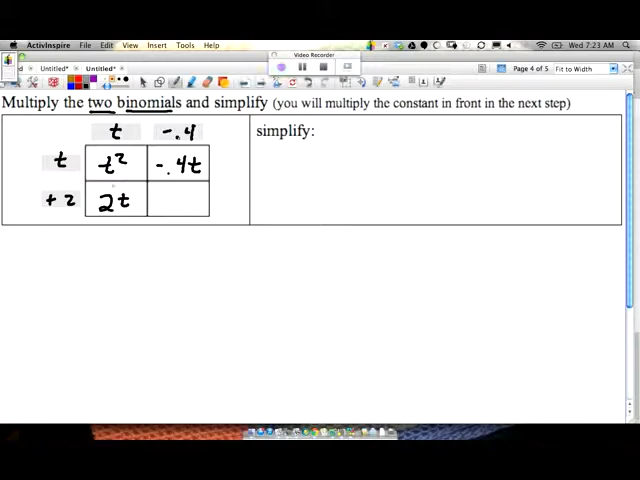 ActivInspire File Edit View Insert Tools Help Wed 7:23 AM
Video Recorder
Untitled* Untitled* Page 4 of 5 Fit to Width
Multiply the two binomials and simplify (you will multiply the constant in front in the next step)
t -.4
simplify:
t t² -.4t
+2 2t